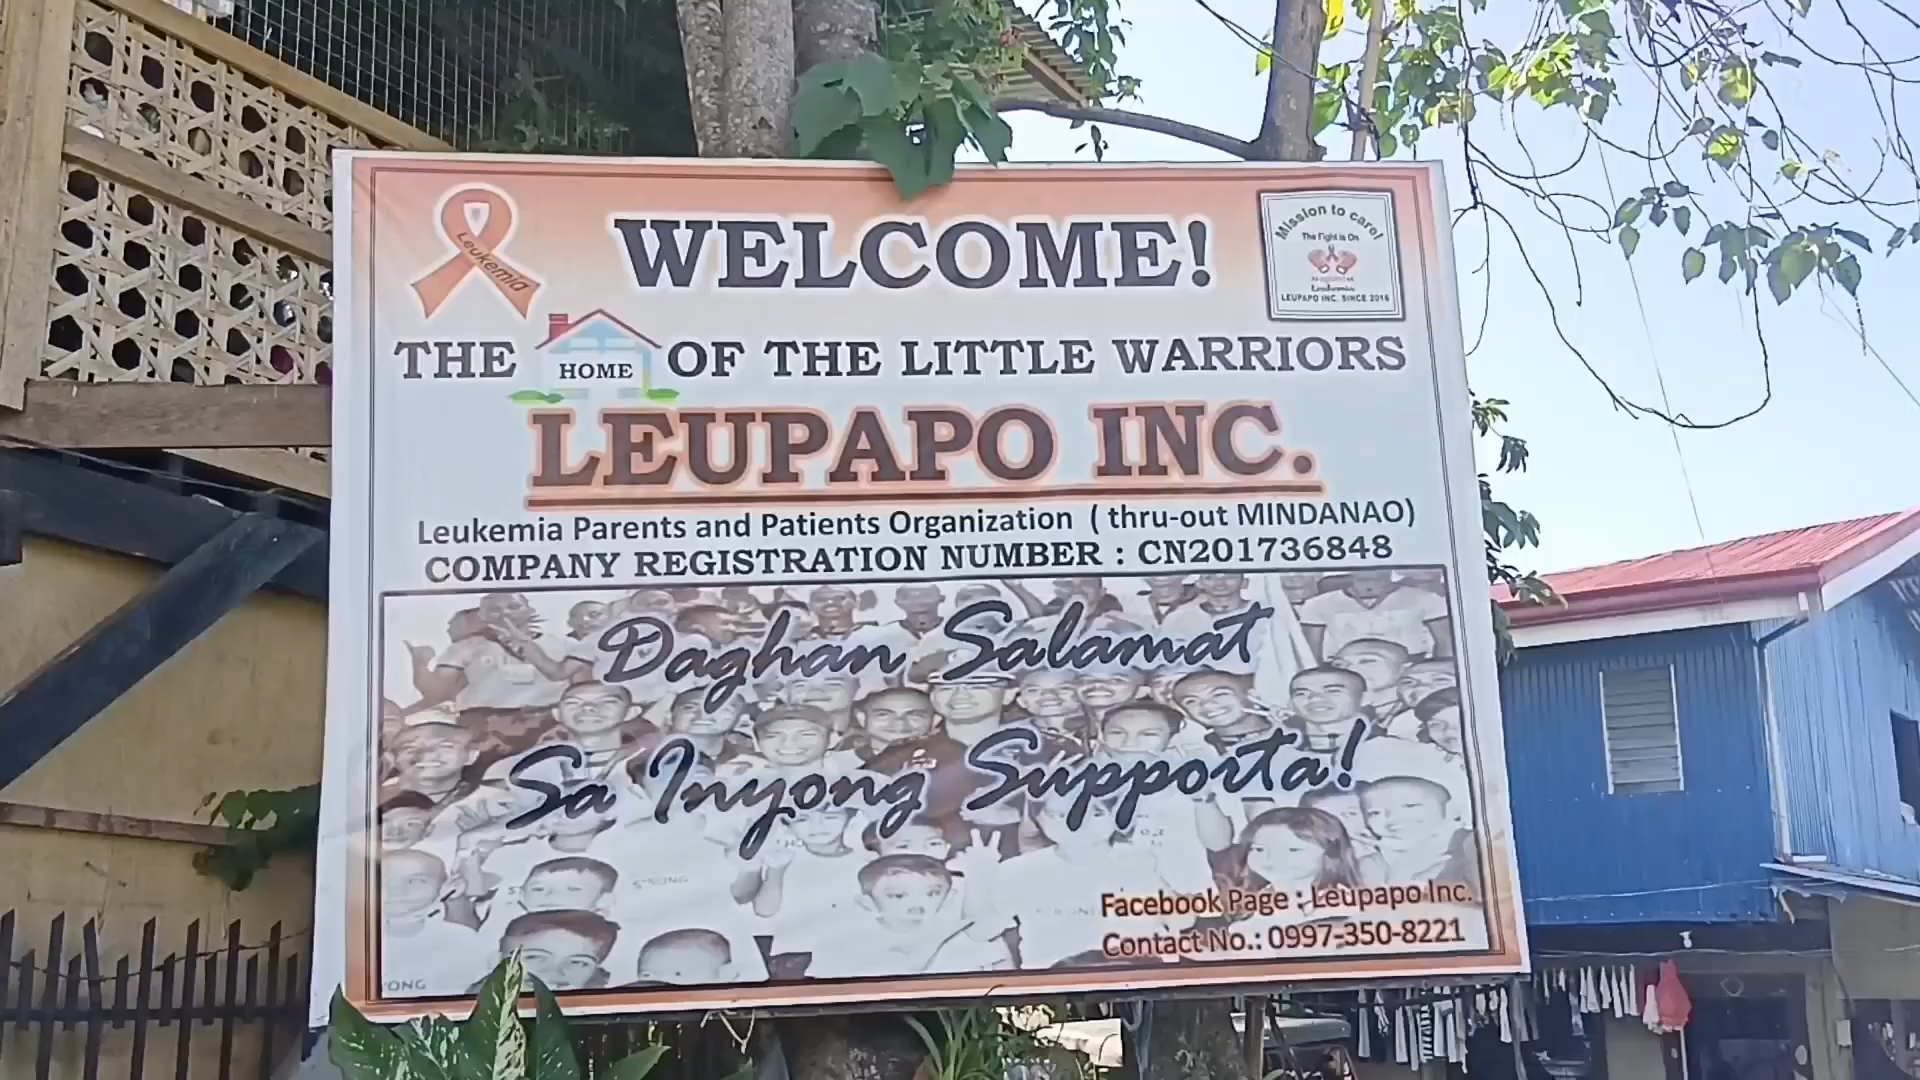 Leukemia
WELCOME!
Mission to care!
The Fight is On
Leukemia
LEUPAPO INC. SINCE 2016
THE HOME OF THE LITTLE WARRIORS
LEUPAPO INC.
Leukemia Parents and Patients Organization ( thru-out MINDANAO)
COMPANY REGISTRATION NUMBER : CN201736848
Daghan Salamat
Sa Inyong Supporta!
Facebook Page : Leupapo Inc.
Contact No.: 0997-350-8221